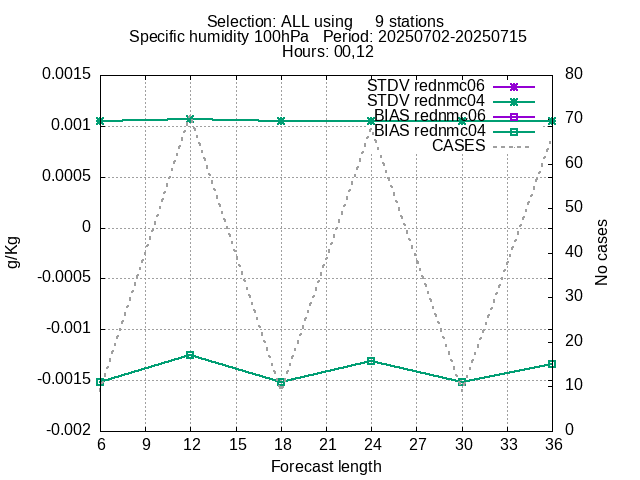 Selection: ALL using 9 stations
Specific humidity 100hPa Period: 20250702-20250715
Hours: 00,12
0.0015
0.001
0.0005
0
-0.0005
-0.001
-0.0015
-0.002
g/Kg
80
70
60
50
40
30
20
10
0
No cases
STDV rednmc06
STDV rednmc04
BIAS rednmc06
BIAS rednmc04
CASES
6 9 12 15 18 21 24 27 30 33 36
Forecast length